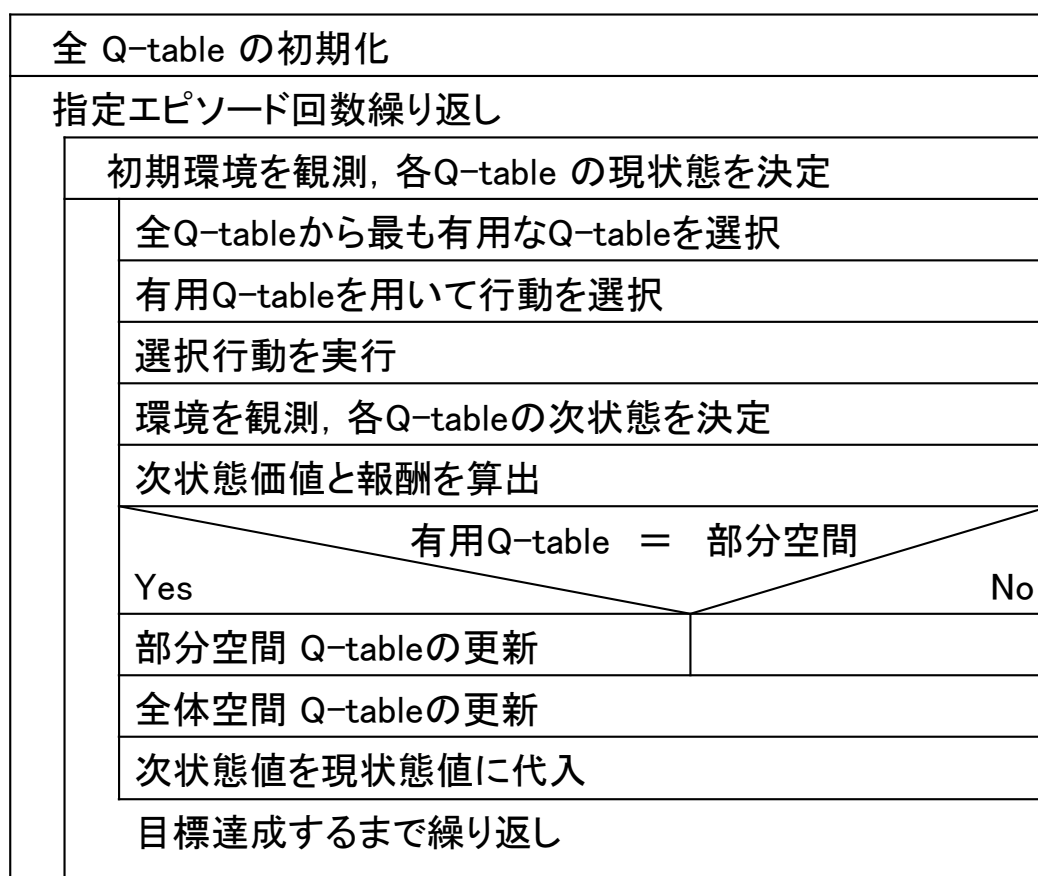 全 Q-table の初期化
指定エピソード回数繰り返し
初期環境を観測, 各Q-table の現状態を決定
全Q-tableから最も有用なQ-tableを選択
有用Q-tableを用いて行動を選択
選択行動を実行
環境を観測, 各Q-tableの次状態を決定
次状態価値と報酬を算出
有用Q-table = 部分空間
Yes No
部分空間 Q-tableの更新
全体空間 Q-tableの更新
次状態値を現状態値に代入
目標達成するまで繰り返し